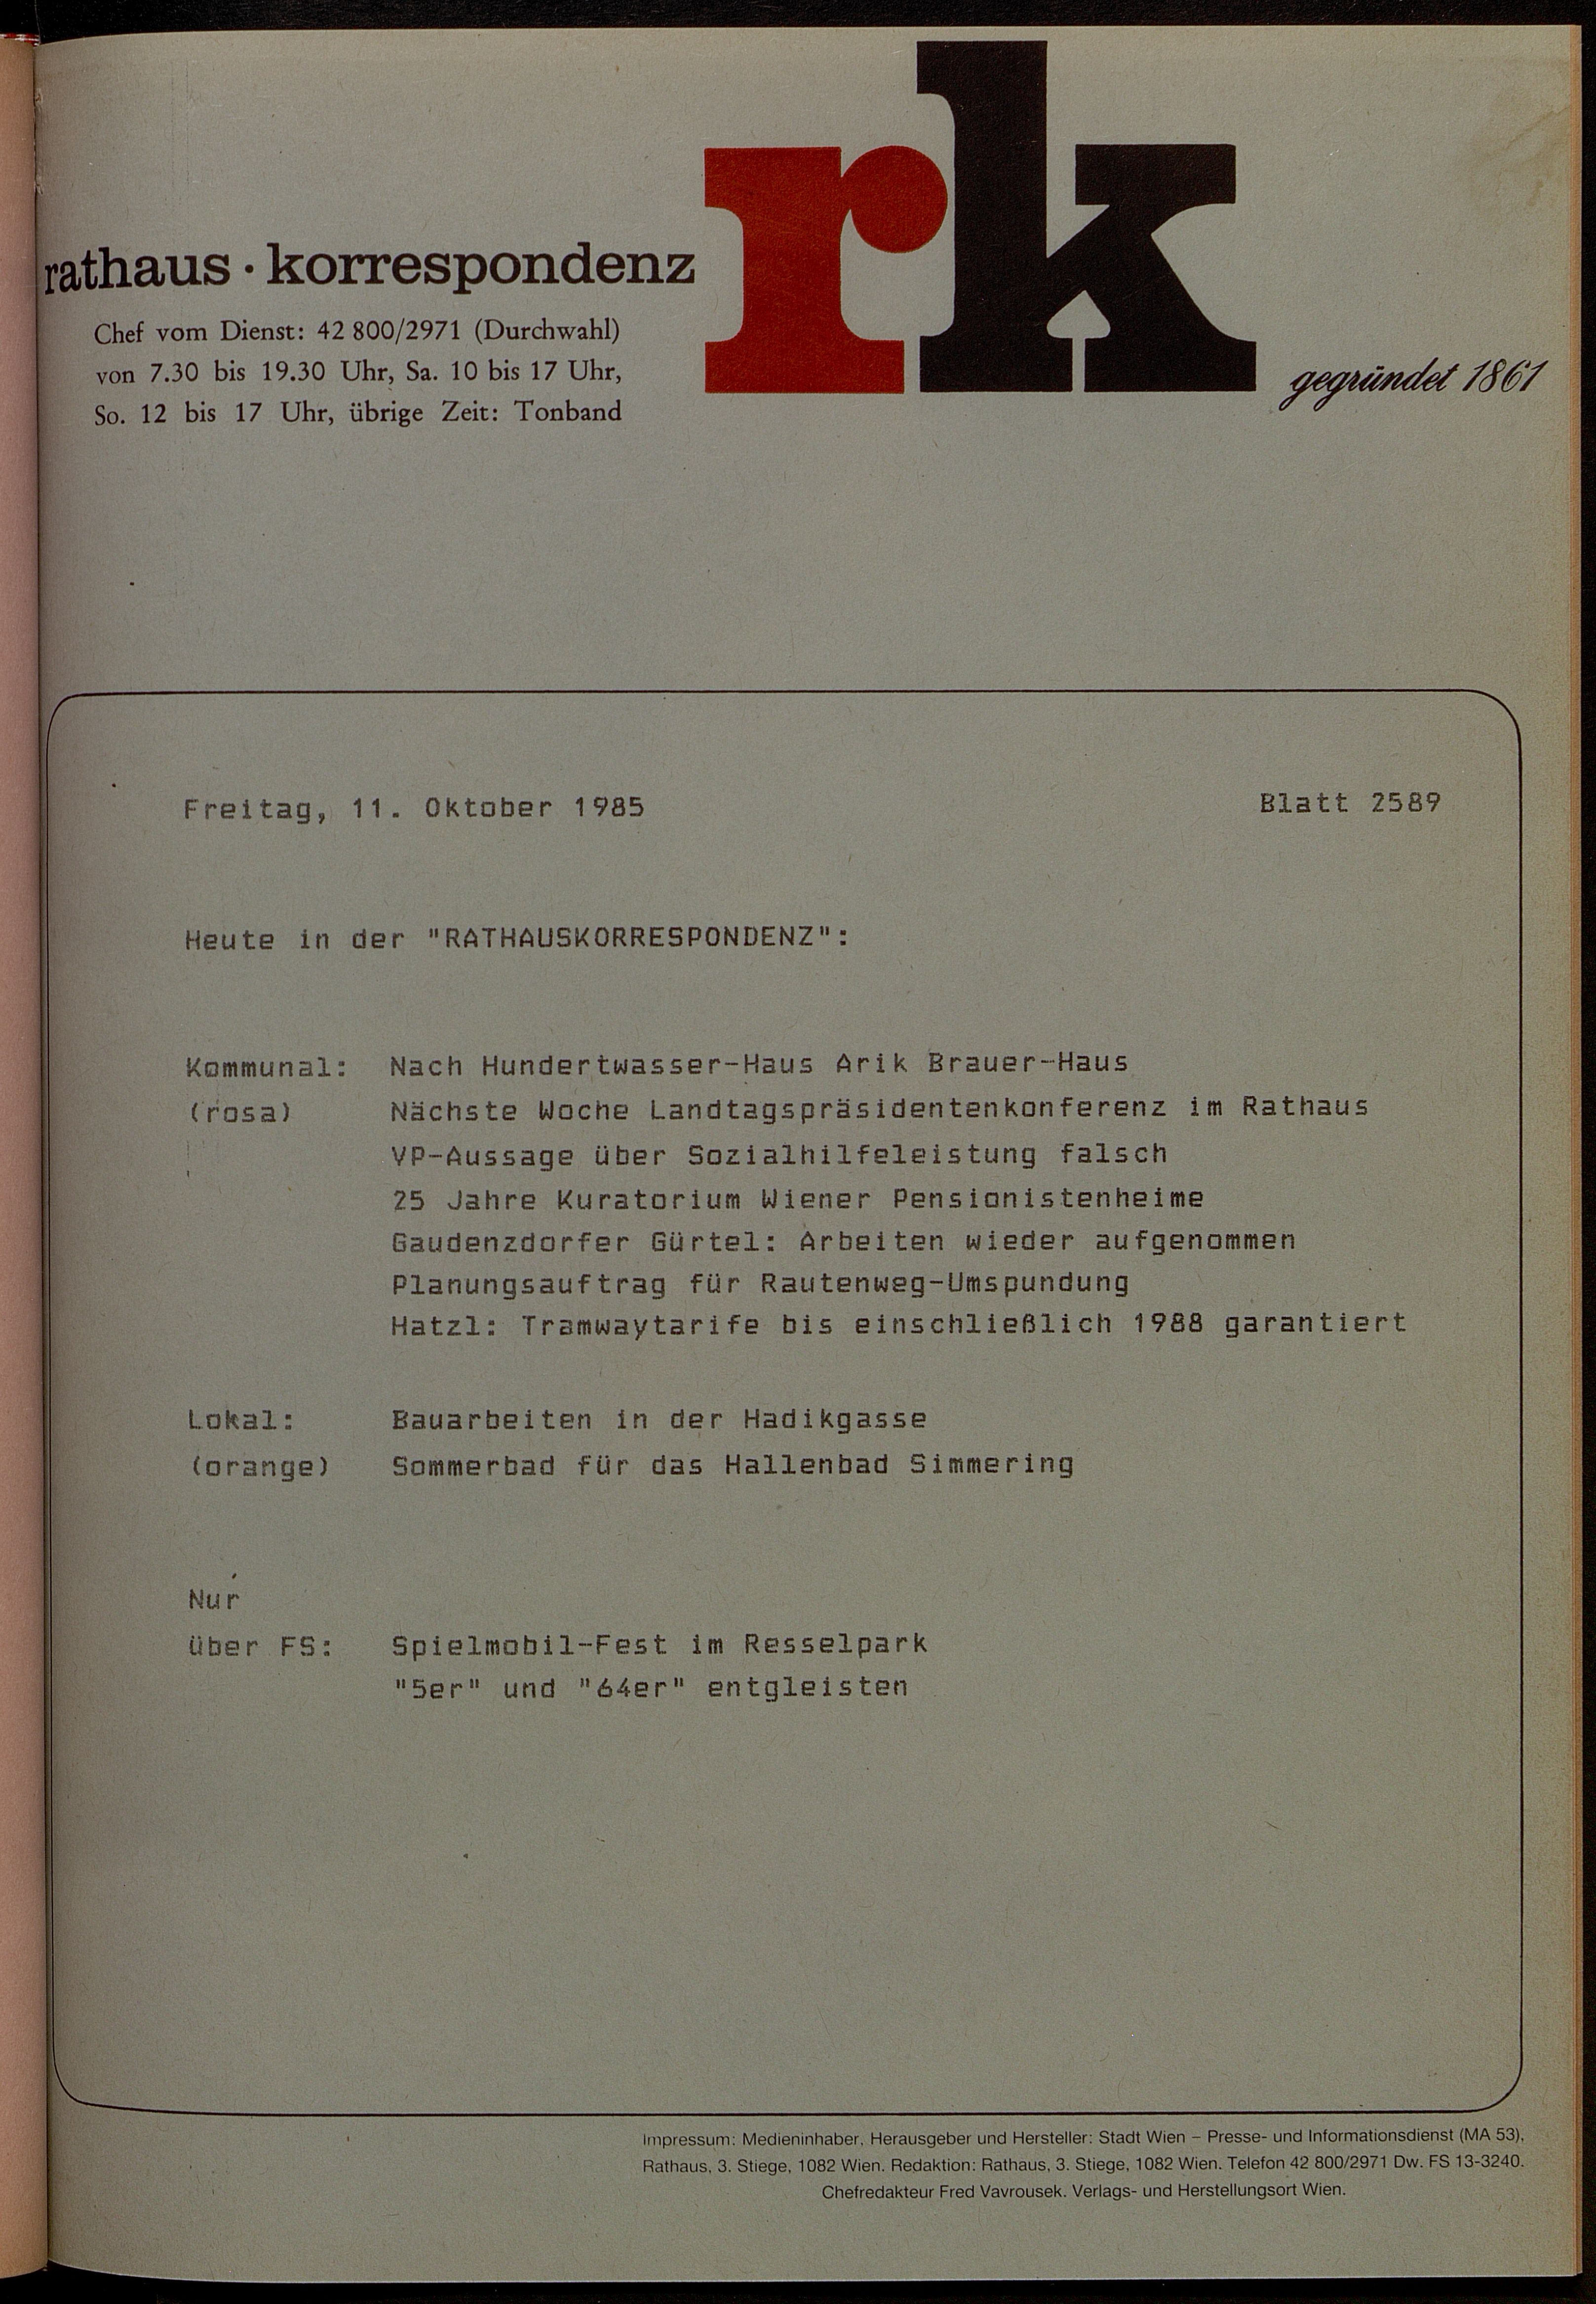 rk
rathaus · korrespondenz
Chef vom Dienst: 42 800/2971 (Durchwahl)
von 7.30 bis 19.30 Uhr, Sa. 10 bis 17 Uhr,
So. 12 bis 17 Uhr, übrige Zeit: Tonband
gegründet 1861
Freitag, 11. Oktober 1985 Blatt 2589
Heute in der "RATHAUSKORRESPONDENZ":
Kommunal: Nach Hundertwasser-Haus Arik Brauer-Haus
(rosa) Nächste Woche Landtagspräsidentenkonferenz im Rathaus
VP-Aussage über Sozialhilfeleistung falsch
25 Jahre Kuratorium Wiener Pensionistenheime
Gaudenzdorfer Gürtel: Arbeiten wieder aufgenommen
Planungsauftrag für Rautenweg-Umspundung
Hatzl: Tramwaytarife bis einschließlich 1988 garantiert
Lokal: Bauarbeiten in der Hadikgasse
(orange) Sommerbad für das Hallenbad Simmering
Nur
über FS: Spielmobil-Fest im Resselpark
"5er" und "64er" entgleisten
Impressum: Medieninhaber, Herausgeber und Hersteller: Stadt Wien – Presse- und Informationsdienst (MA 53),
Rathaus, 3. Stiege, 1082 Wien. Redaktion: Rathaus, 3. Stiege, 1082 Wien. Telefon 42 800/2971 Dw. FS 13-3240.
Chefredakteur Fred Vavrousek. Verlags- und Herstellungsort Wien.